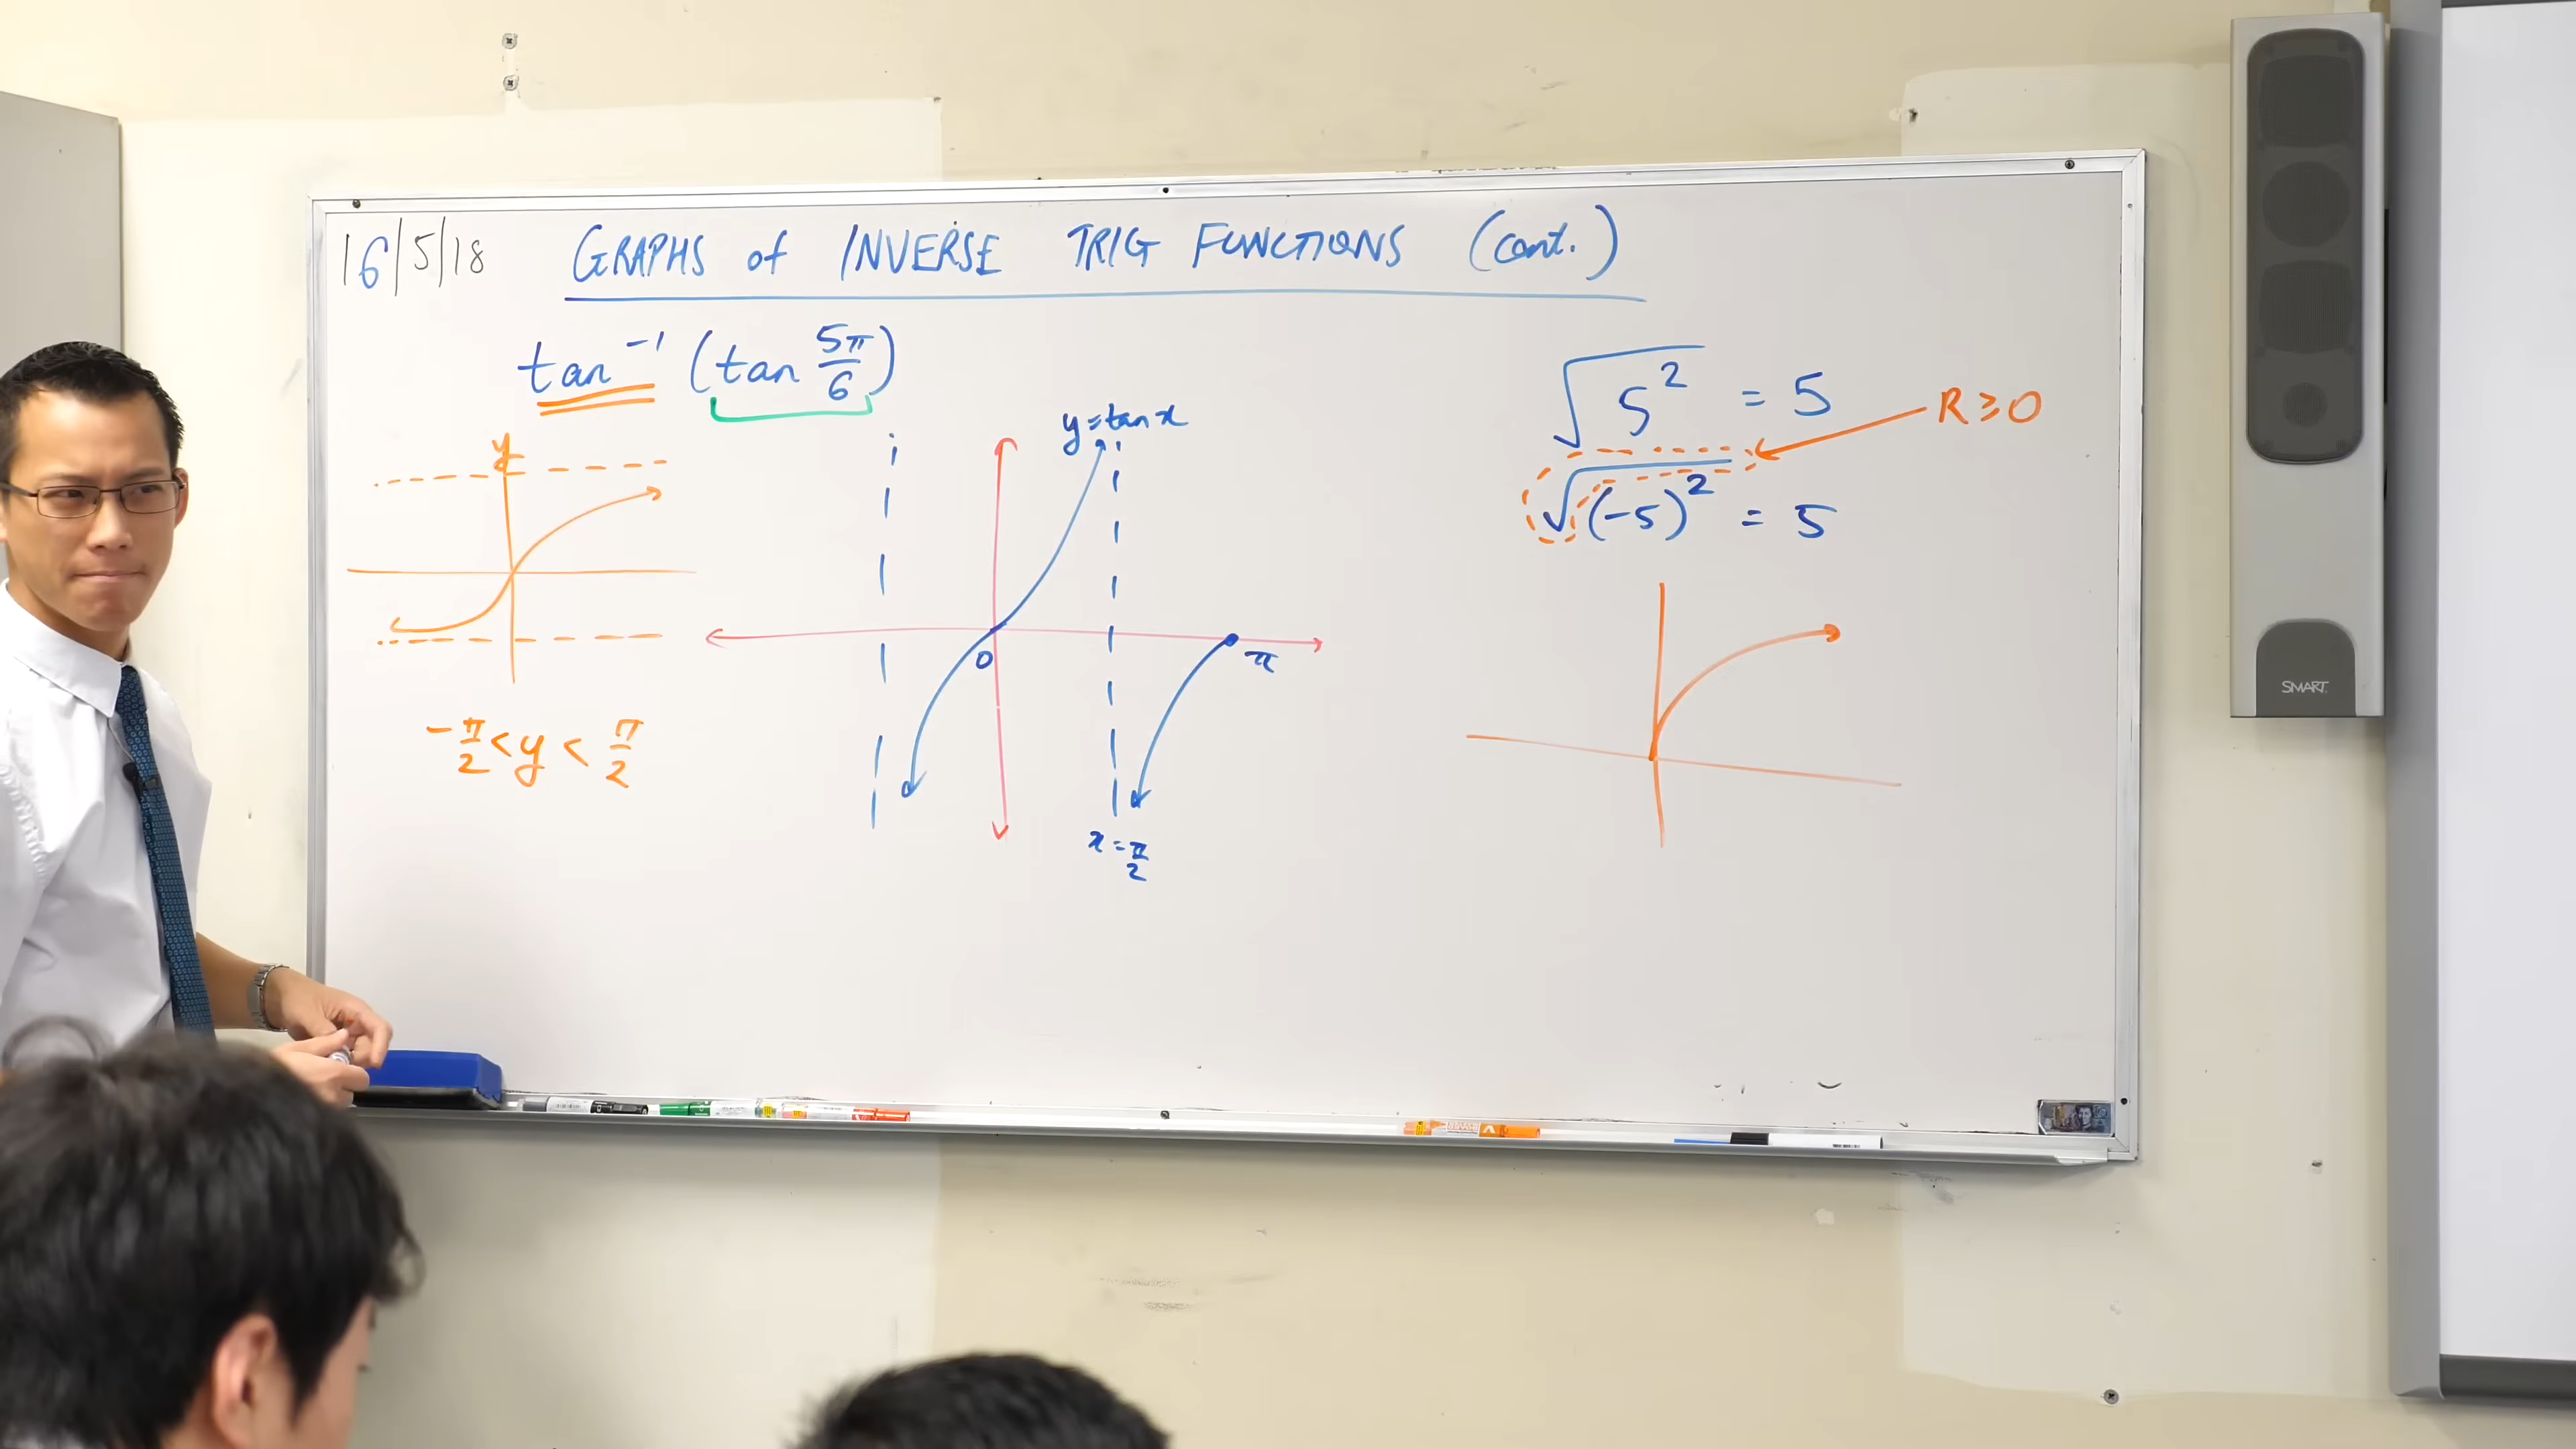 16/5/18 GRAPHS of INVERSE TRIG FUNCTIONS (cont.)
tan⁻¹ (tan 5π/6)
y
-π/2 < y < π/2
y = tan x
0
π
x = π/2
√5² = 5
R ≥ 0
√(-5)² = 5
SMART